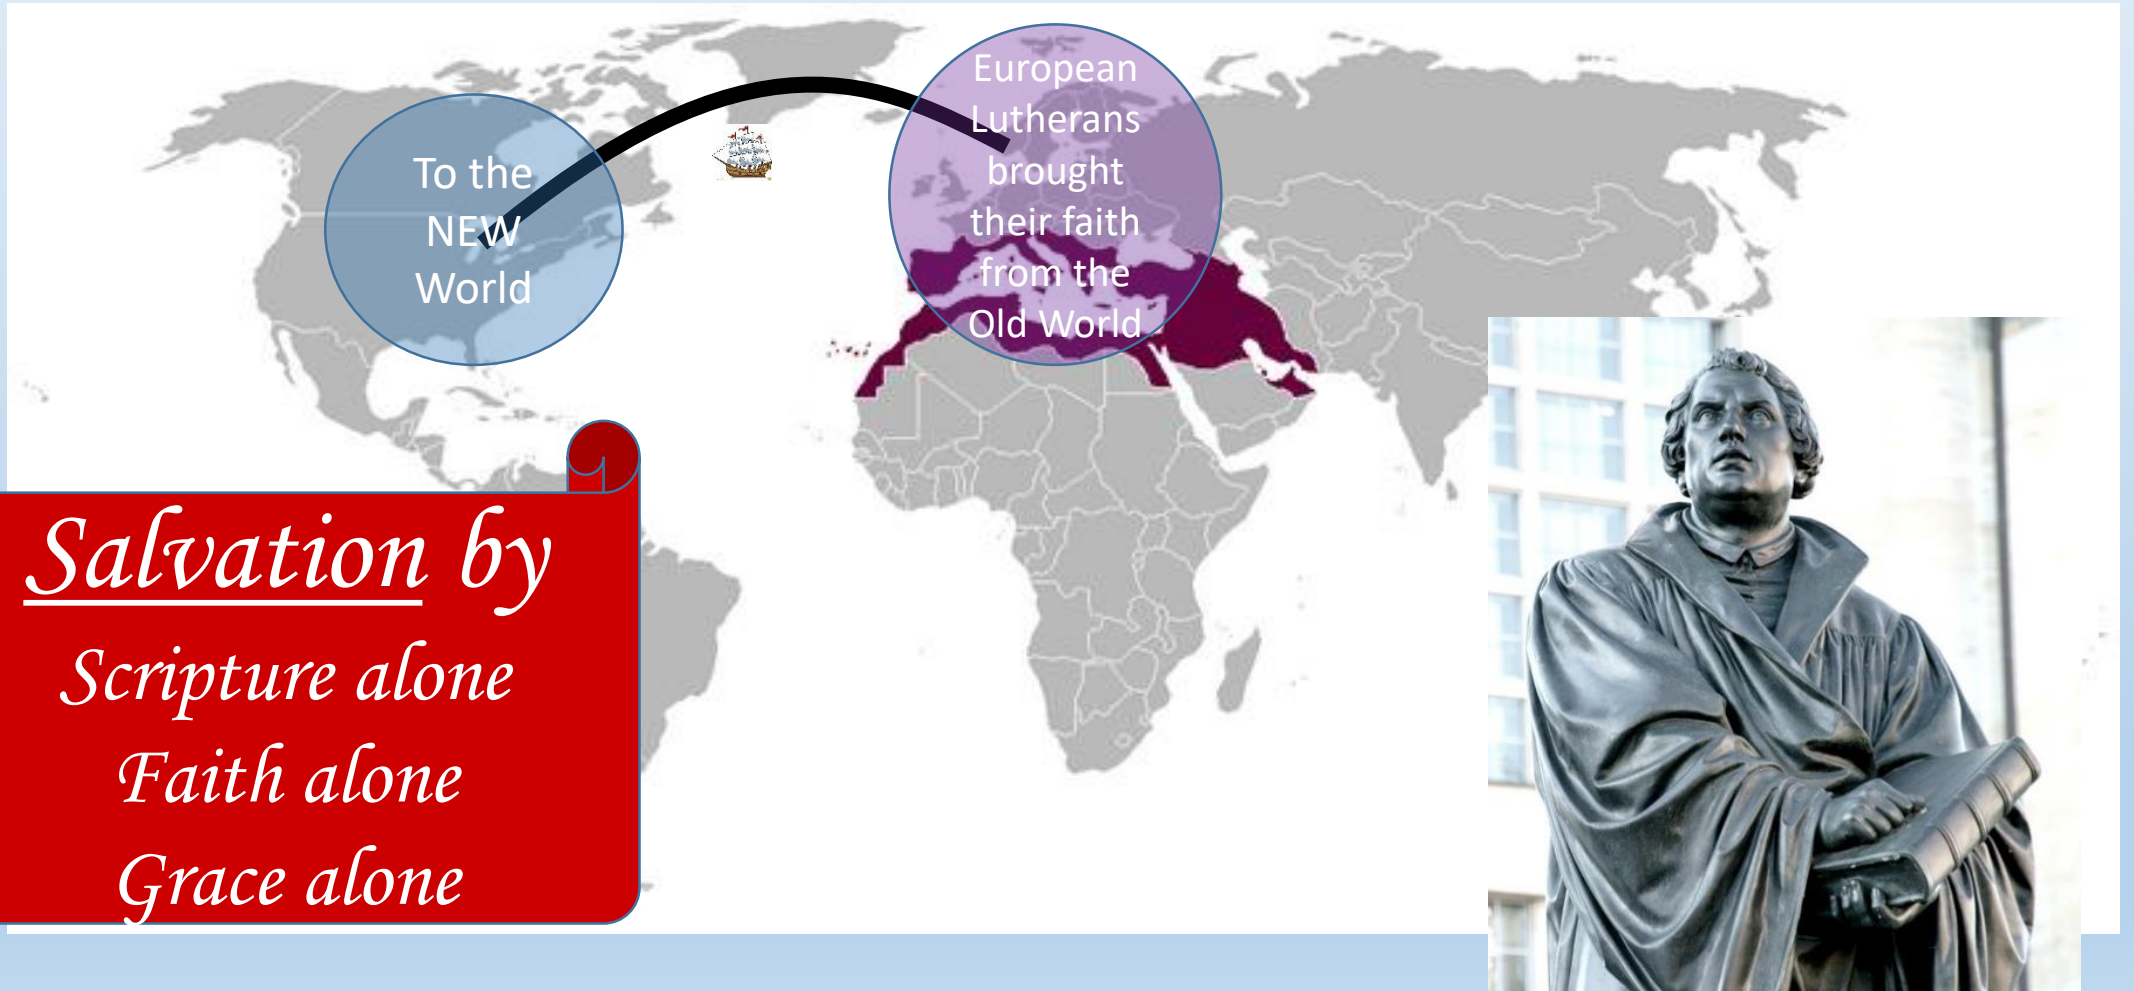 To the
NEW
World
European
Lutherans
brought
their faith
from the
Old World
Salvation by
Scripture alone
Faith alone
Grace alone